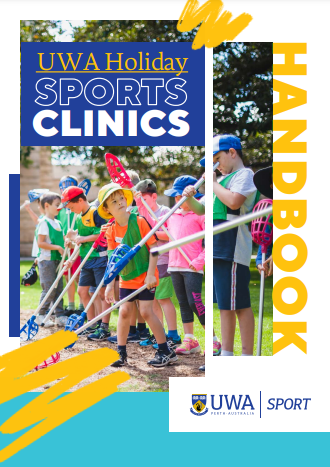 UWA Holiday
SPORTS
CLINICS
HANDBOOK
UWA
PERTH AUSTRALIA
SPORT